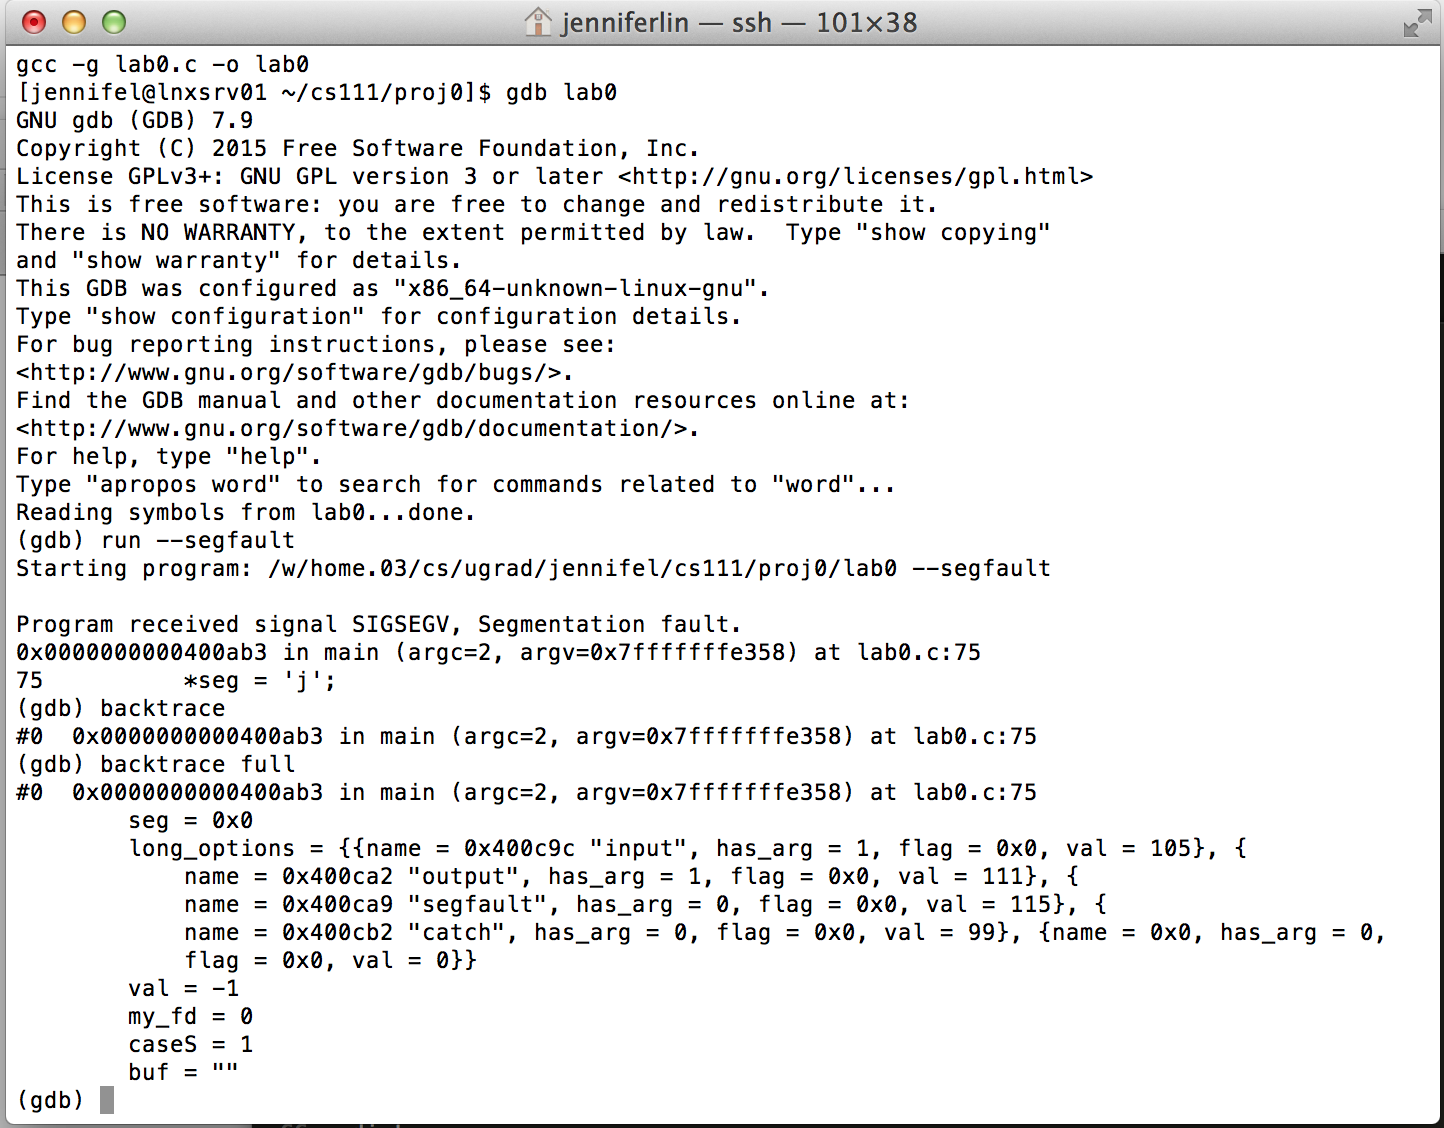 jenniferlin — ssh — 101×38
gcc -g lab0.c -o lab0
[jennifel@lnxsrv01 ~/cs111/proj0]$ gdb lab0
GNU gdb (GDB) 7.9
Copyright (C) 2015 Free Software Foundation, Inc.
License GPLv3+: GNU GPL version 3 or later <http://gnu.org/licenses/gpl.html>
This is free software: you are free to change and redistribute it.
There is NO WARRANTY, to the extent permitted by law.  Type "show copying"
and "show warranty" for details.
This GDB was configured as "x86_64-unknown-linux-gnu".
Type "show configuration" for configuration details.
For bug reporting instructions, please see:
<http://www.gnu.org/software/gdb/bugs/>.
Find the GDB manual and other documentation resources online at:
<http://www.gnu.org/software/gdb/documentation/>.
For help, type "help".
Type "apropos word" to search for commands related to "word"...
Reading symbols from lab0...done.
(gdb) run --segfault
Starting program: /w/home.03/cs/ugrad/jennifel/cs111/proj0/lab0 --segfault

Program received signal SIGSEGV, Segmentation fault.
0x0000000000400ab3 in main (argc=2, argv=0x7fffffffe358) at lab0.c:75
75          *seg = 'j';
(gdb) backtrace
#0  0x0000000000400ab3 in main (argc=2, argv=0x7fffffffe358) at lab0.c:75
(gdb) backtrace full
#0  0x0000000000400ab3 in main (argc=2, argv=0x7fffffffe358) at lab0.c:75
        seg = 0x0
        long_options = {{name = 0x400c9c "input", has_arg = 1, flag = 0x0, val = 105}, {
            name = 0x400ca2 "output", has_arg = 1, flag = 0x0, val = 111}, {
            name = 0x400ca9 "segfault", has_arg = 0, flag = 0x0, val = 115}, {
            name = 0x400cb2 "catch", has_arg = 0, flag = 0x0, val = 99}, {name = 0x0, has_arg = 0,
            flag = 0x0, val = 0}}
        val = -1
        my_fd = 0
        caseS = 1
        buf = ""
(gdb)